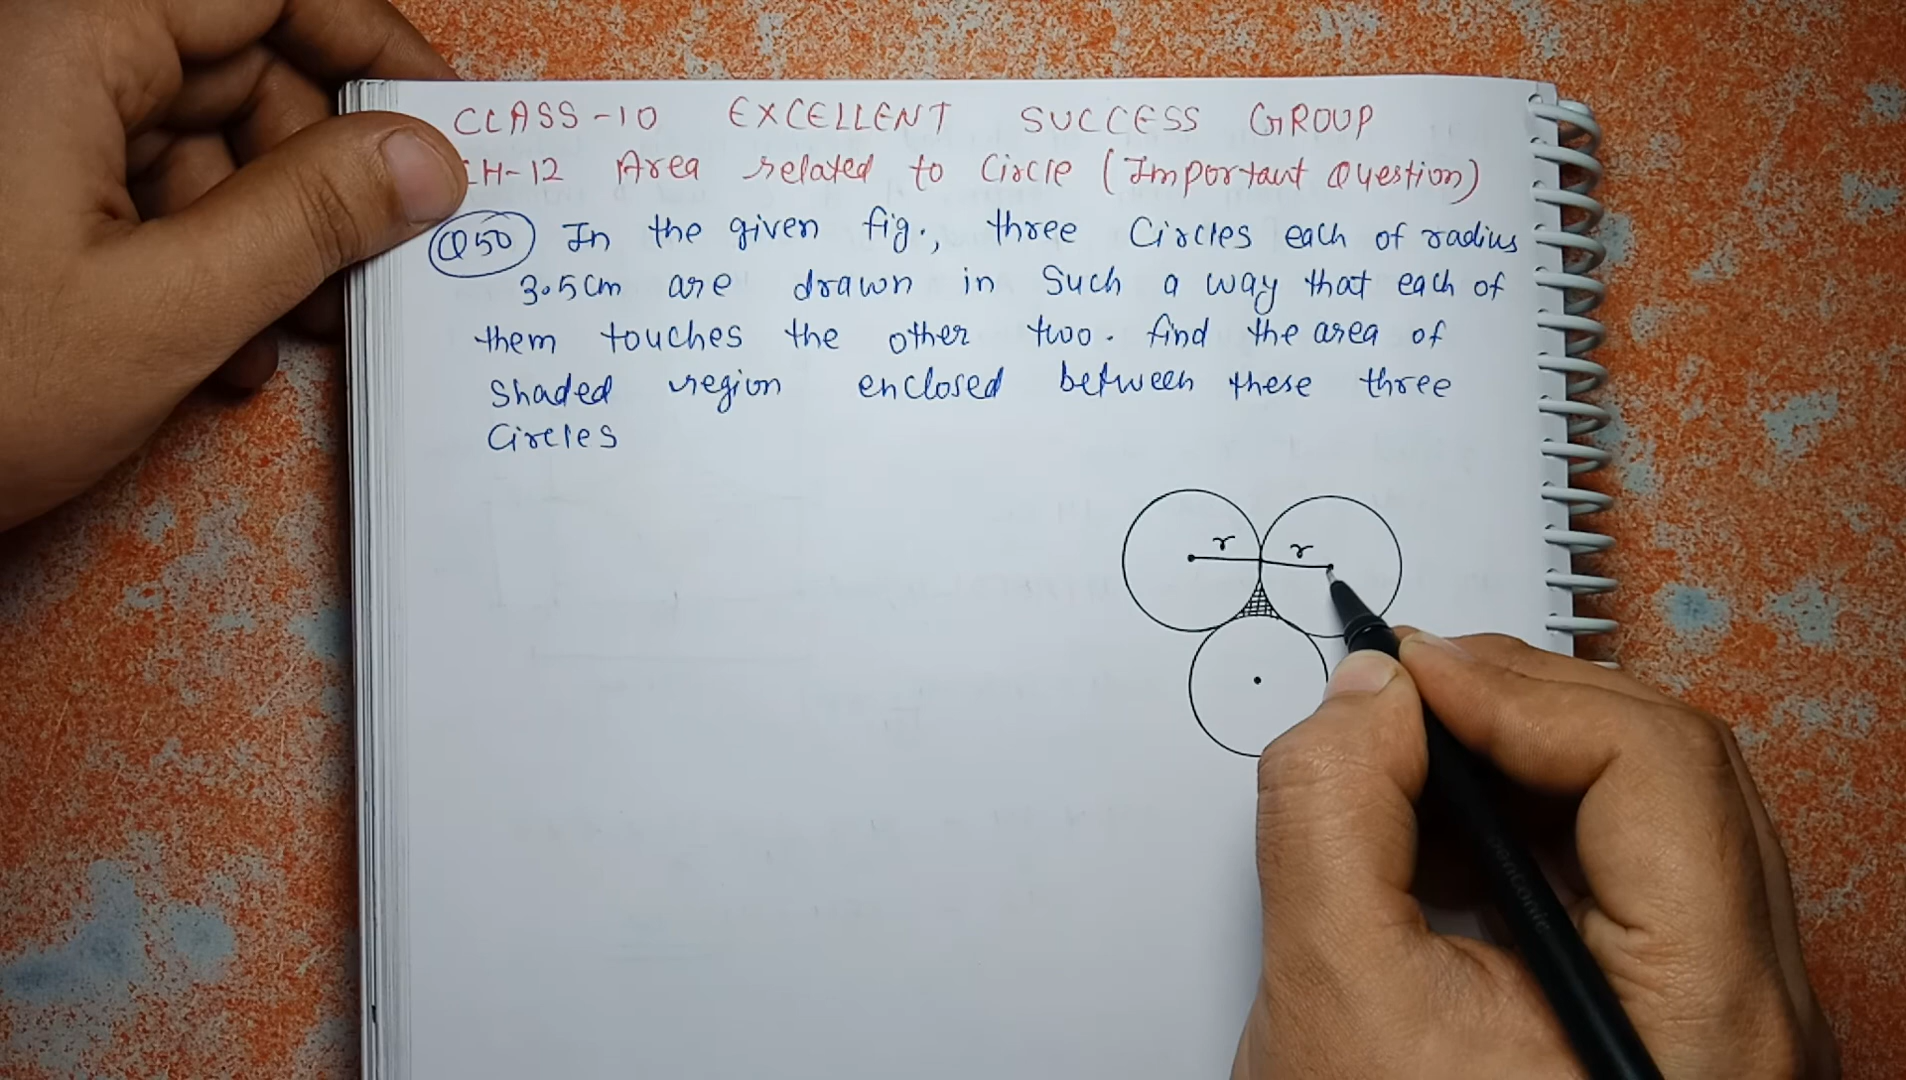 CLASS-10 EXCELLENT SUCCESS GROUP
CH-12 Area related to Circle (Important Question)
Q50 In the given fig., three Circles each of radius
3.5cm are drawn in Such a way that each of
them touches the other two. find the area of
Shaded region enclosed between these three
Circles
r r